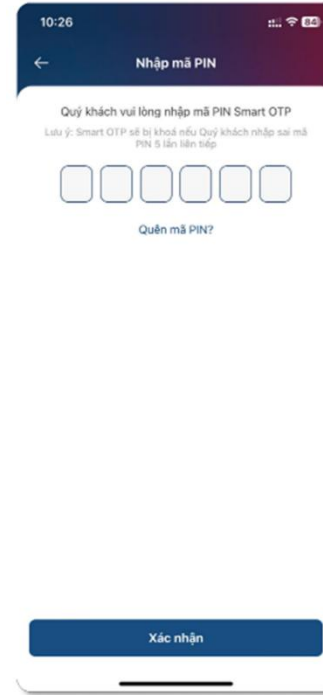 10:26
84
Nhập mã PIN
Quý khách vui lòng nhập mã PIN Smart OTP
Lưu ý: Smart OTP sẽ bị khoá nếu Quý khách nhập sai mã
PIN 5 lần liên tiếp
Quên mã PIN?
Xác nhận